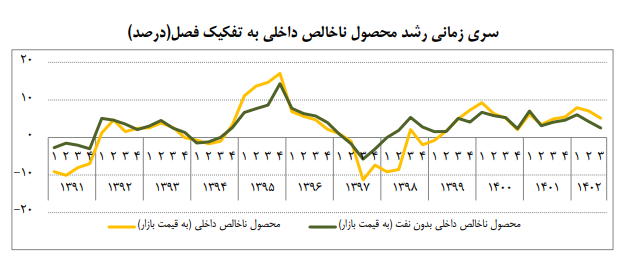 سری زمانی رشد محصول ناخالص داخلی به تفکیک فصل(درصد)
۲۰
۱۰
۰
-۱۰
-۲۰
۱ ۲ ۳ ۴ ۱ ۲ ۳ ۴ ۱ ۲ ۳ ۴ ۱ ۲ ۳ ۴ ۱ ۲ ۳ ۴ ۱ ۲ ۳ ۴ ۱ ۲ ۳ ۴ ۱ ۲ ۳ ۴ ۱ ۲ ۳ ۴ ۱ ۲ ۳ ۴ ۱ ۲ ۳ ۴ ۱ ۲ ۳
۱۳۹۱ ۱۳۹۲ ۱۳۹۳ ۱۳۹۴ ۱۳۹۵ ۱۳۹۶ ۱۳۹۷ ۱۳۹۸ ۱۳۹۹ ۱۴۰۰ ۱۴۰۱ ۱۴۰۲
محصول ناخالص داخلی بدون نفت (به قیمت بازار) محصول ناخالص داخلی (به قیمت بازار)